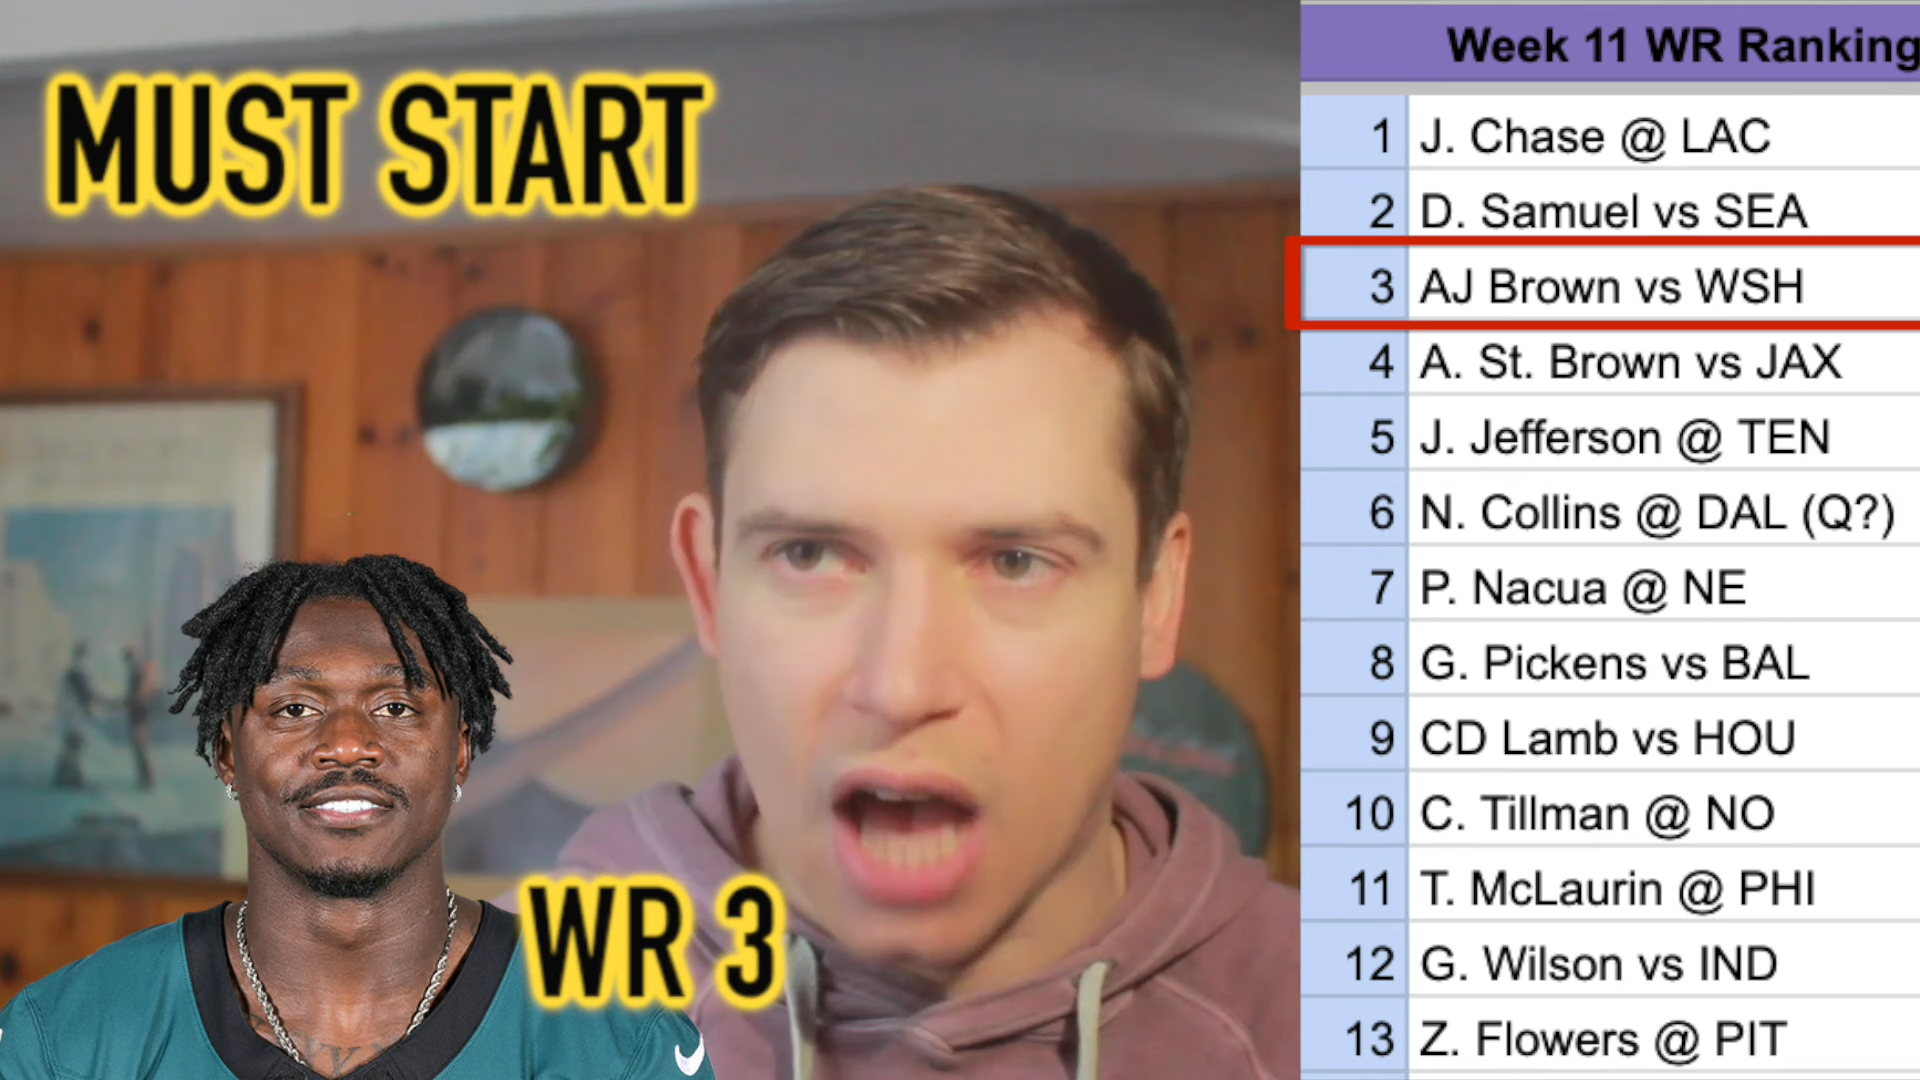 MUST START
WR 3
Week 11 WR Ranking
1 J. Chase @ LAC
2 D. Samuel vs SEA
3 AJ Brown vs WSH
4 A. St. Brown vs JAX
5 J. Jefferson @ TEN
6 N. Collins @ DAL (Q?)
7 P. Nacua @ NE
8 G. Pickens vs BAL
9 CD Lamb vs HOU
10 C. Tillman @ NO
11 T. McLaurin @ PHI
12 G. Wilson vs IND
13 Z. Flowers @ PIT